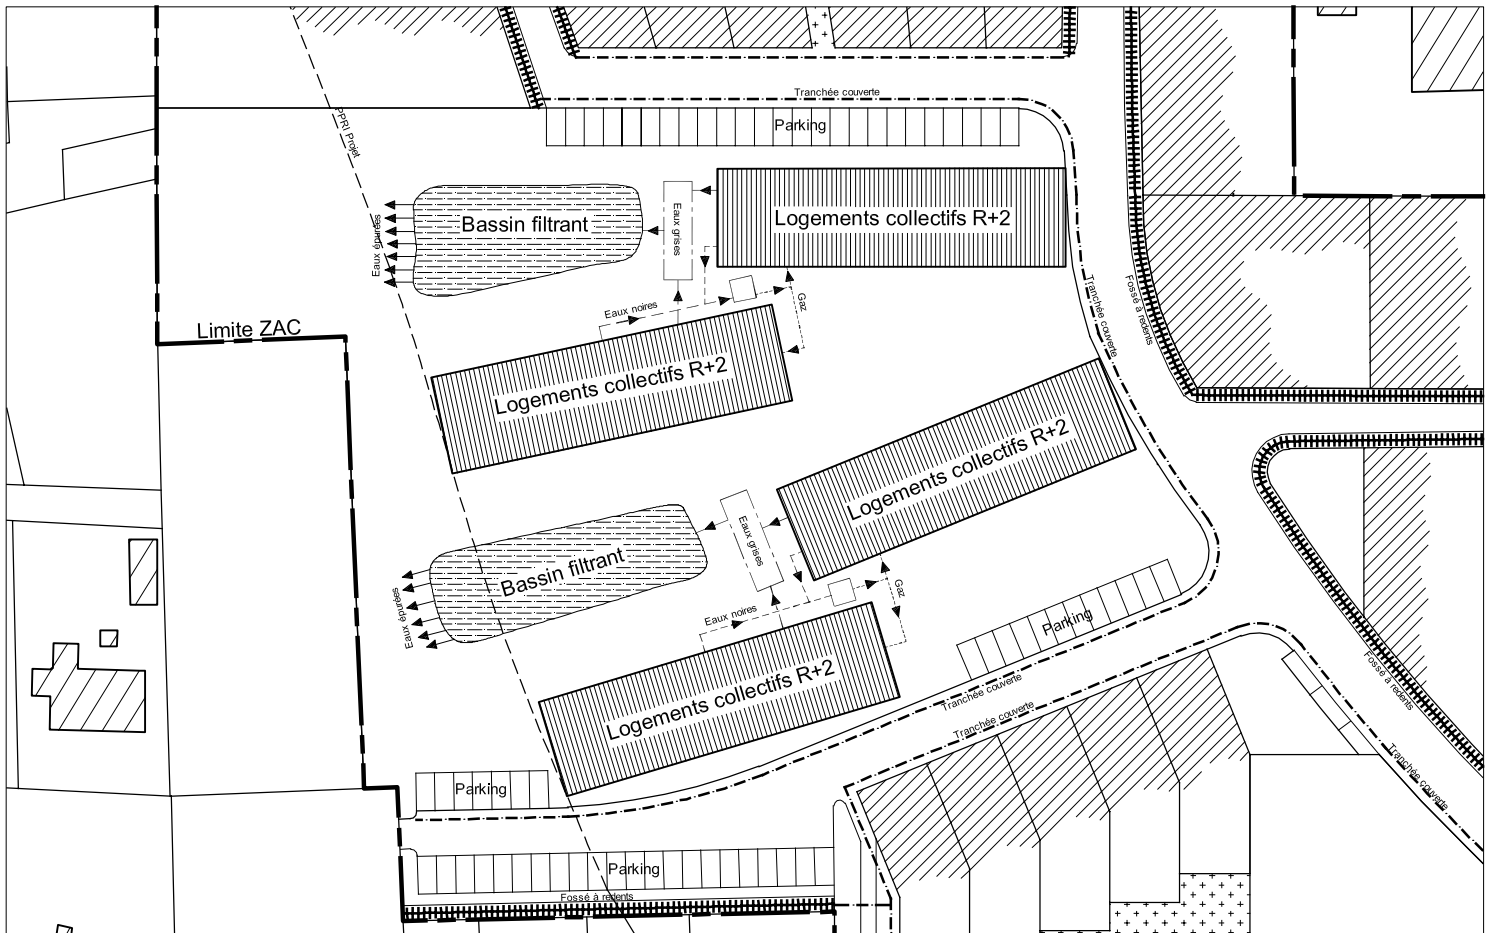 Tranchée couverte
Parking
PPRI Projet
Bassin filtrant
Eaux grises
Logements collectifs R+2
Eaux épurées
Fossé à redents
Tranchée couverte
Gaz
Eaux noires
Limite ZAC
Logements collectifs R+2
Logements collectifs R+2
Eaux grises
Bassin filtrant
Eaux épurées
Gaz
Eaux noires
Parking
Logements collectifs R+2
Fossé à redents
Tranchée couverte
Tranchée couverte
Tranchée couverte
Parking
Parking
Fossé à redents